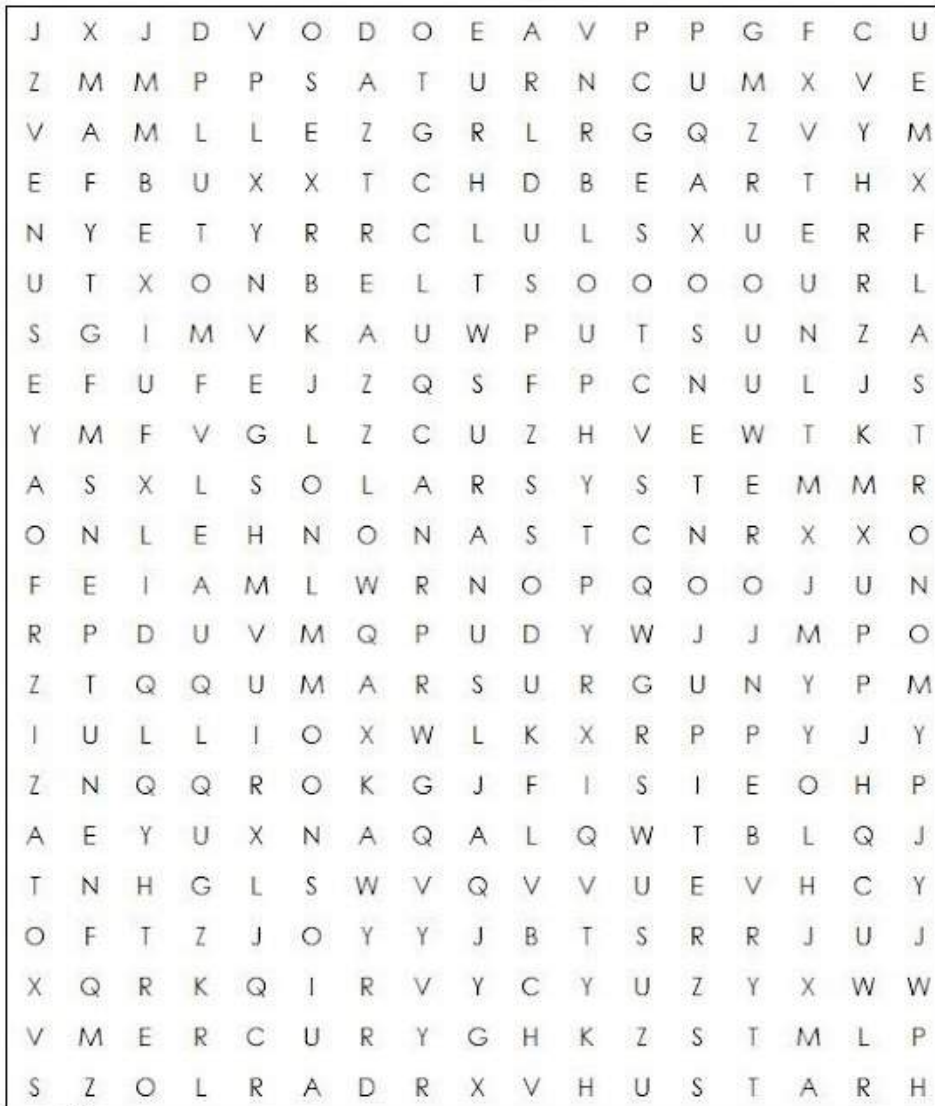 J X J D V O D O E A V P P G F C U
Z M M P P S A T U R N C U M X V E
V A M L L E Z G R L R G Q Z V Y M
E F B U X X T C H D B E A R T H X
N Y E T Y R R C L U L S X U E R F
U T X O N B E L T S O O O O U R L
S G I M V K A U W P U T S U N Z A
E F U F E J Z Q S F P C N U L J S
Y M F V G L Z C U Z H V E W T K T
A S X L S O L A R S Y S T E M M R
O N L E H N O N A S T C N R X X O
F E I A M L W R N O P Q O O J U N
R P D U V M Q P U D Y W J J M P O
Z T Q Q U M A R S U R G U N Y P M
I U L L I O X W L K X R P P Y J Y
Z N Q Q R O K G J F I S I E O H P
A E Y U X N A Q A L Q W T B L Q J
T N H G L S W V Q V V U E V H C Y
O F T Z J O Y Y J B T S R R J U J
X Q R K Q I R V Y C Y U Z Y X W W
V M E R C U R Y G H K Z S T M L P
S Z O L R A D R X V H U S T A R H